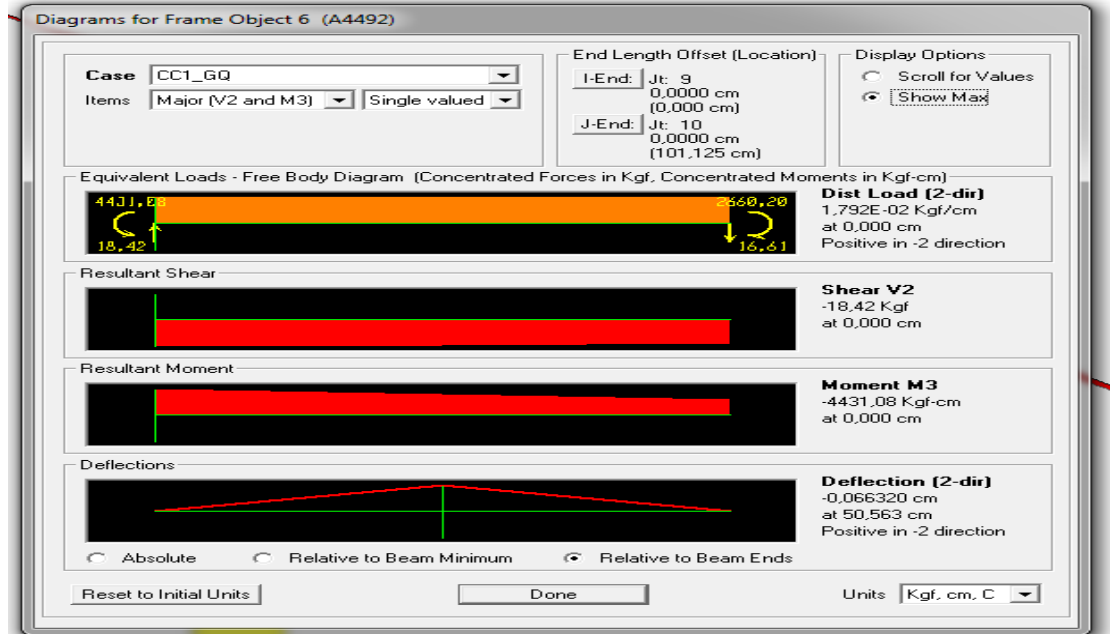 Diagrams for Frame Object 6 (A4492)
Case CC1_GQ
Items Major (V2 and M3) Single valued
End Length Offset (Location)
I-End: Jt: 9
0,0000 cm
(0,000 cm)
J-End: Jt: 10
0,0000 cm
(101,125 cm)
Display Options
Scroll for Values
Show Max
Equivalent Loads - Free Body Diagram (Concentrated Forces in Kgf, Concentrated Moments in Kgf-cm)
4431,08 2660,20
18,42 16,61
Dist Load (2-dir)
1,792E-02 Kgf/cm
at 0,000 cm
Positive in -2 direction
Resultant Shear
Shear V2
-18,42 Kgf
at 0,000 cm
Resultant Moment
Moment M3
-4431,08 Kgf-cm
at 0,000 cm
Deflections
Deflection (2-dir)
-0,066320 cm
at 50,563 cm
Positive in -2 direction
Absolute Relative to Beam Minimum Relative to Beam Ends
Reset to Initial Units Done Units Kgf, cm, C